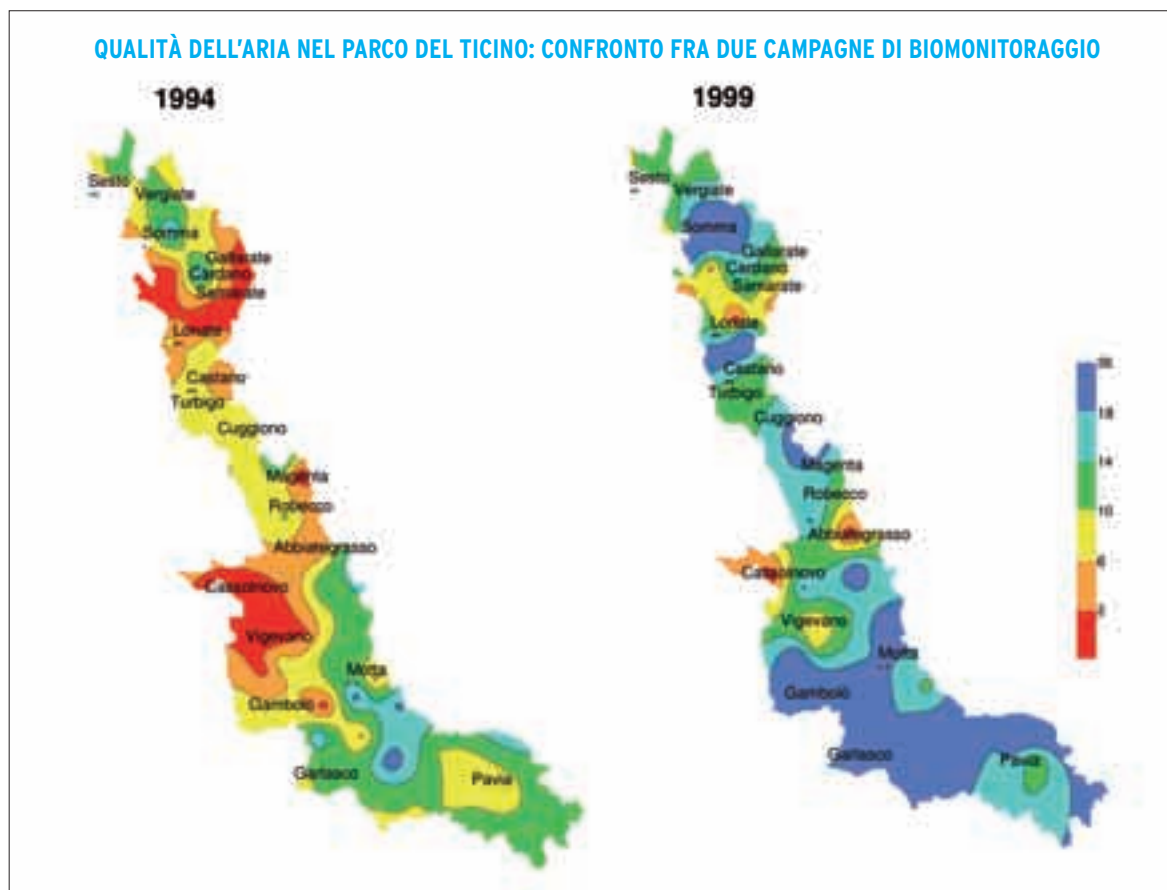 QUALITÀ DELL'ARIA NEL PARCO DEL TICINO: CONFRONTO FRA DUE CAMPAGNE DI BIOMONITORAGGIO
1994
Sesto
Vergiate
Somma
Gallarate
Cardano
Samarate
Lonate
Castano
Turbigo
Cuggiono
Magenta
Robecco
Abbiategrasso
Cassolnovo
Vigevano
Motta
Gambolò
Garlasco
Pavia
1999
Sesto
Vergiate
Somma
Gallarate
Cardano
Samarate
Lonate
Castano
Turbigo
Cuggiono
Magenta
Robecco
Abbiategrasso
Cassolnovo
Vigevano
Motta
Gambolò
Garlasco
Pavia
18
14
10